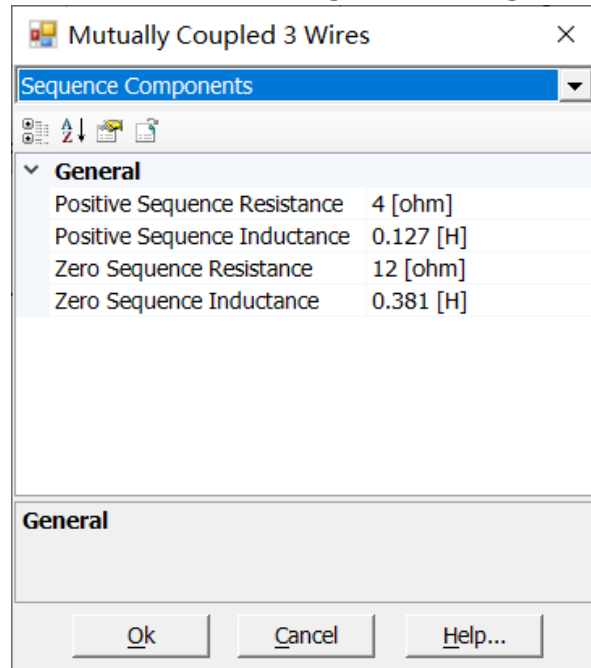 Mutually Coupled 3 Wires
Sequence Components
General
Positive Sequence Resistance 4 [ohm]
Positive Sequence Inductance 0.127 [H]
Zero Sequence Resistance 12 [ohm]
Zero Sequence Inductance 0.381 [H]
General
Ok Cancel Help...